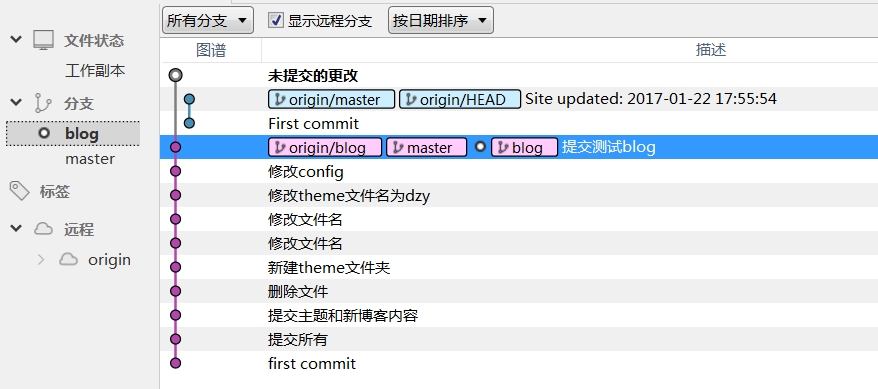 所有分支 显示远程分支 按日期排序
文件状态
工作副本
分支
blog
master
标签
远程
origin
图谱 描述
未提交的更改
origin/master origin/HEAD Site updated: 2017-01-22 17:55:54
First commit
origin/blog master blog 提交测试blog
修改config
修改theme文件名为dzy
修改文件名
修改文件名
新建theme文件夹
删除文件
提交主题和新博客内容
提交所有
first commit